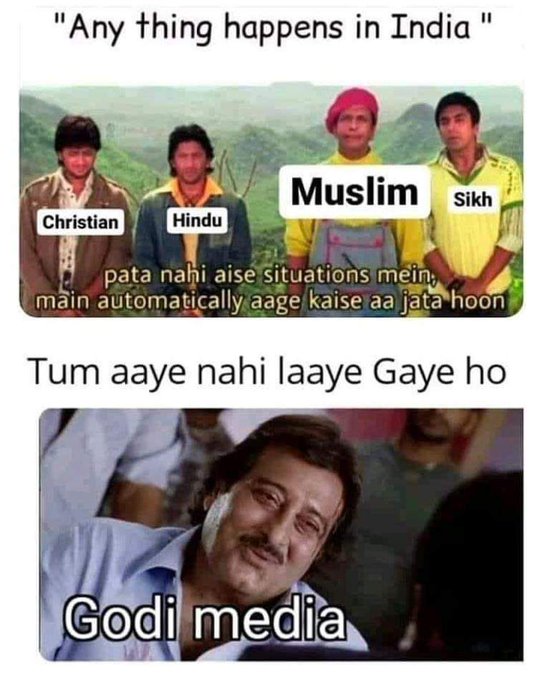 "Any thing happens in India "
Christian
Hindu
Muslim
Sikh
pata nahi aise situations mein,
main automatically aage kaise aa jata hoon
Tum aaye nahi laaye Gaye ho
Godi media